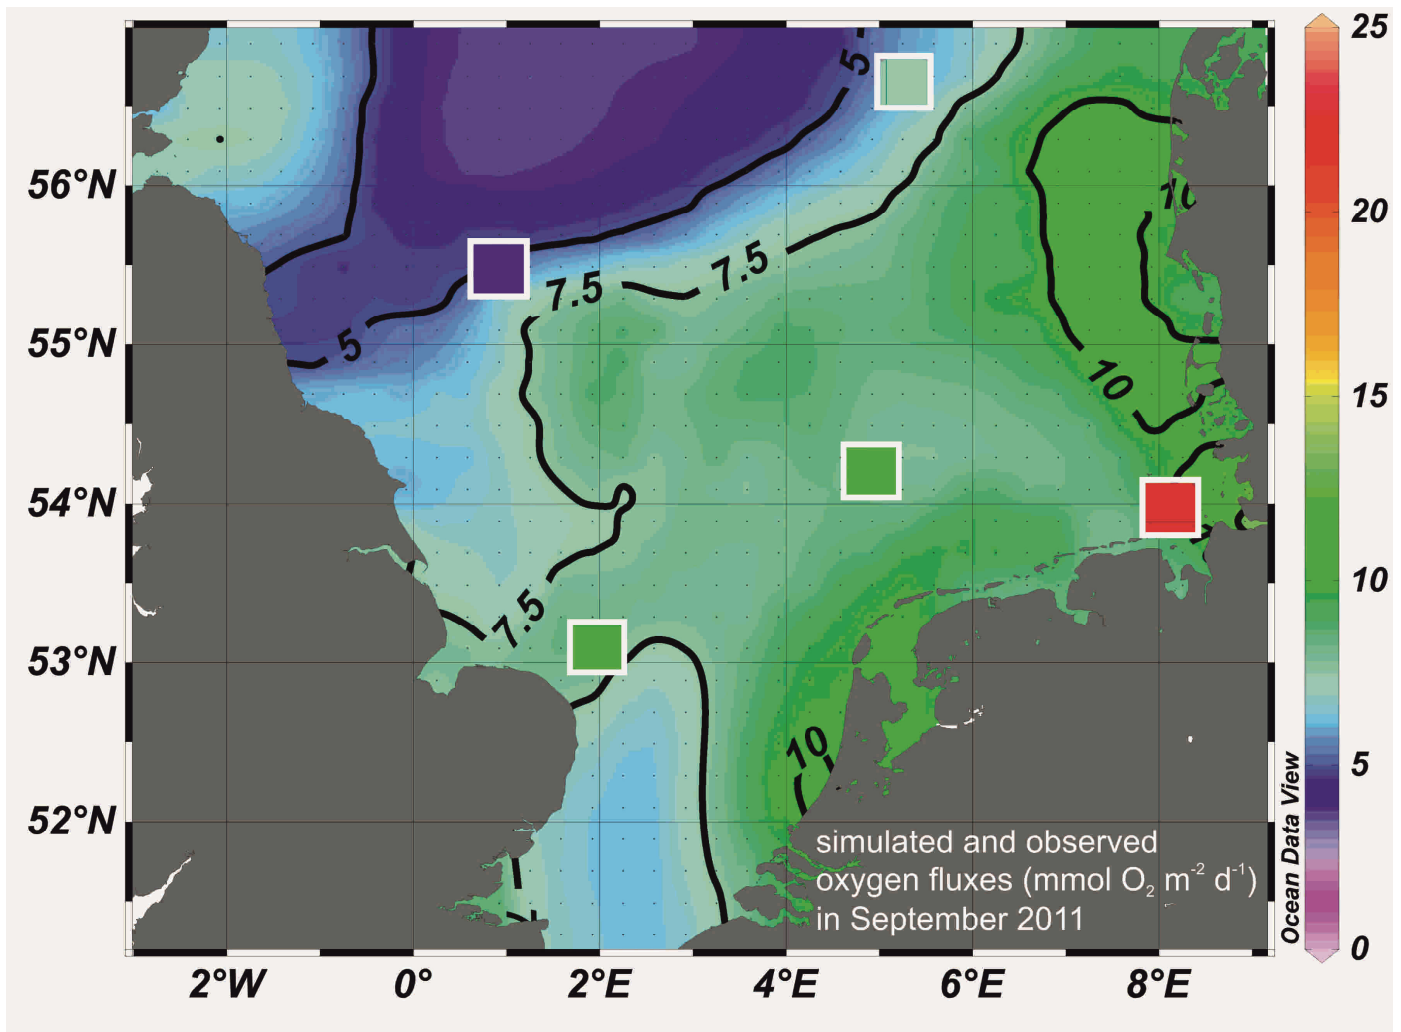 25
20
15
10
5
0
56°N
55°N
54°N
53°N
52°N
5
10
7.5
7.5
5
10
7.5
10
simulated and observed
oxygen fluxes (mmol O₂ m⁻² d⁻¹)
in September 2011
Ocean Data View
2°W 0° 2°E 4°E 6°E 8°E